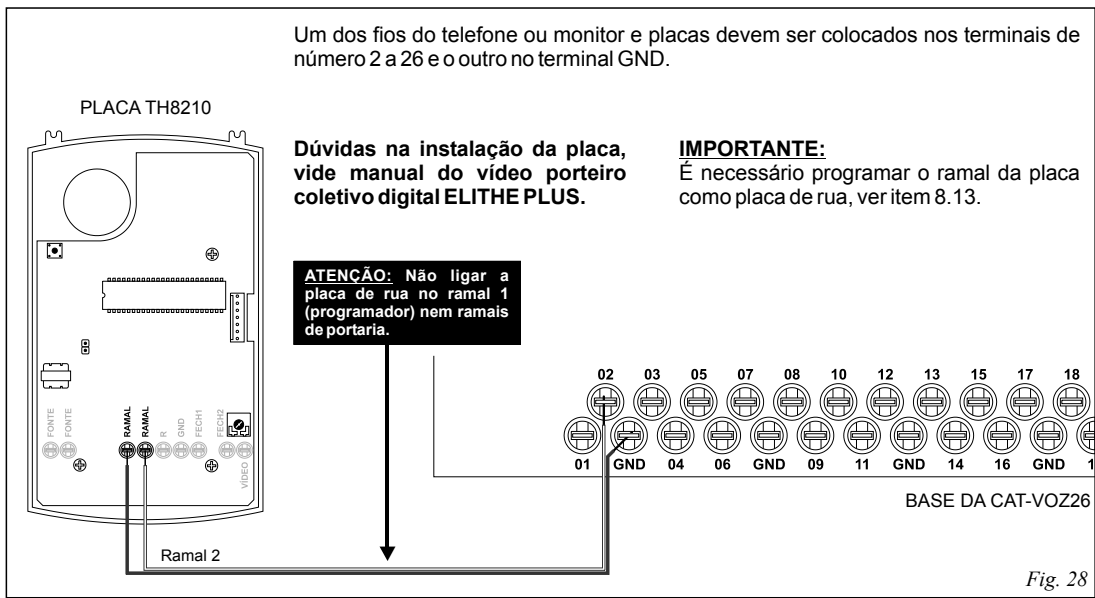 Um dos fios do telefone ou monitor e placas devem ser colocados nos terminais de
número 2 a 26 e o outro no terminal GND.
PLACA TH8210
Dúvidas na instalação da placa,
vide manual do vídeo porteiro
coletivo digital ELITHE PLUS.
IMPORTANTE:
É necessário programar o ramal da placa
como placa de rua, ver item 8.13.
ATENÇÃO: Não ligar a
placa de rua no ramal 1
(programador) nem ramais
de portaria.
FONTE
FONTE
RAMAL
RAMAL
R
GND
FECH1
FECH2
VÍDEO
02 03 05 07 08 10 12 13 15 17 18
01 GND 04 06 GND 09 11 GND 14 16 GND 1
BASE DA CAT-VOZ26
Ramal 2
Fig. 28